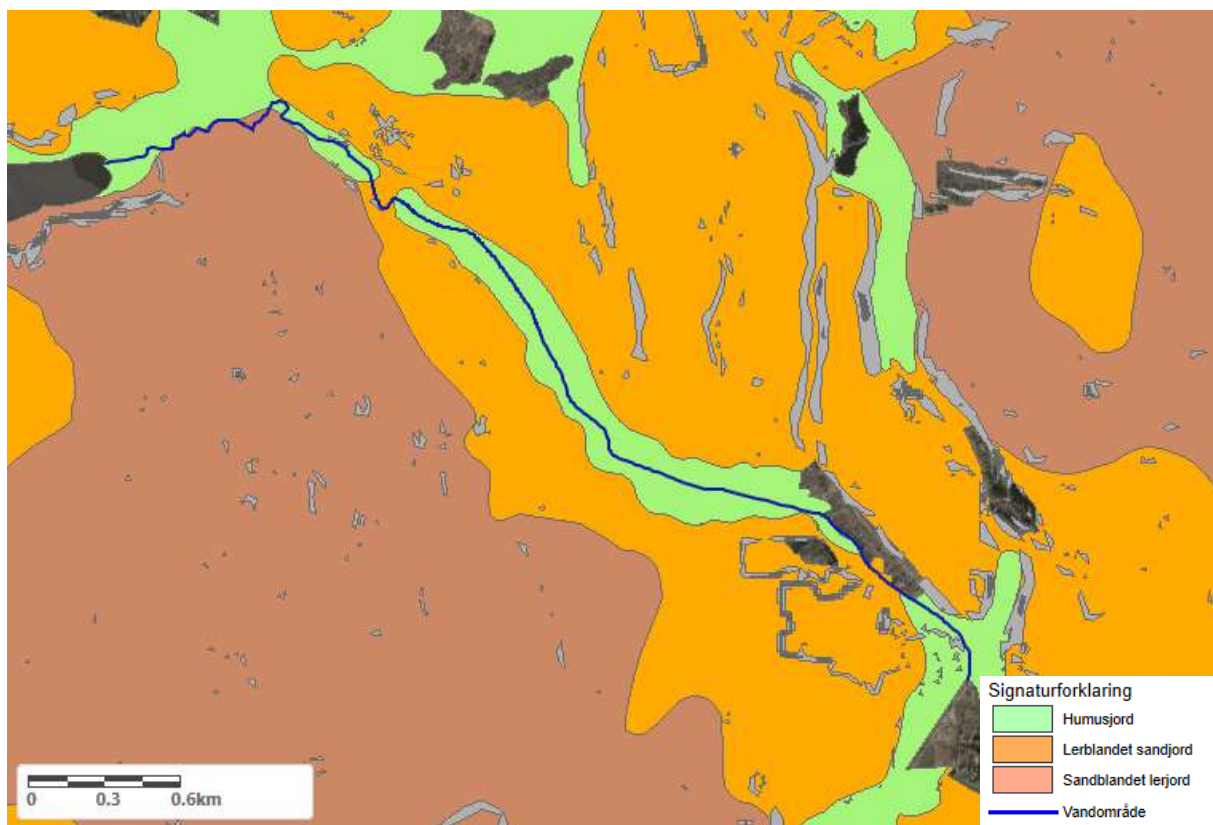 Signaturforklaring
Humusjord
Lerblandet sandjord
Sandblandet lerjord
Vandområde
0 0.3 0.6km